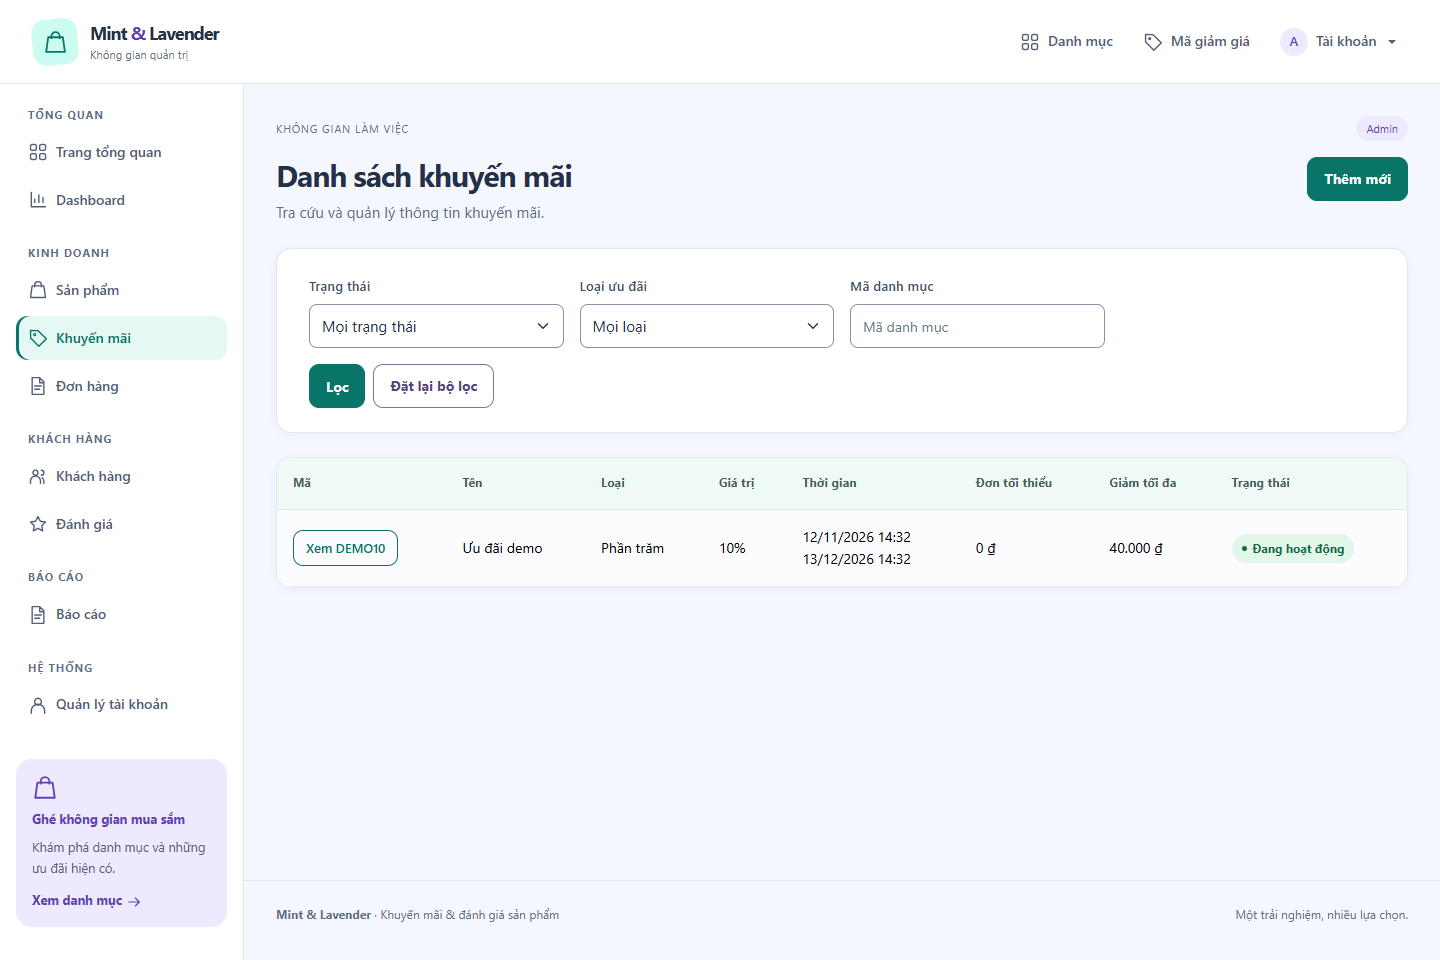 Mint & Lavender
Không gian quản trị
Danh mục
Mã giảm giá
A
Tài khoản
TỔNG QUAN
Trang tổng quan
Dashboard
KINH DOANH
Sản phẩm
Khuyến mãi
Đơn hàng
KHÁCH HÀNG
Khách hàng
Đánh giá
BÁO CÁO
Báo cáo
HỆ THỐNG
Quản lý tài khoản
Ghé không gian mua sắm
Khám phá danh mục và những
ưu đãi hiện có.
Xem danh mục →
KHÔNG GIAN LÀM VIỆC
Admin
Danh sách khuyến mãi
Thêm mới
Tra cứu và quản lý thông tin khuyến mãi.
Trạng thái
Loại ưu đãi
Mã danh mục
Mọi trạng thái
Mọi loại
Mã danh mục
Lọc
Đặt lại bộ lọc
Mã Tên Loại Giá trị Thời gian Đơn tối thiểu Giảm tối đa Trạng thái
Xem DEMO10 Ưu đãi demo Phần trăm 10% 12/11/2026 14:32 0 ₫ 40.000 ₫ • Đang hoạt động
13/12/2026 14:32
Mint & Lavender · Khuyến mãi & đánh giá sản phẩm
Một trải nghiệm, nhiều lựa chọn.